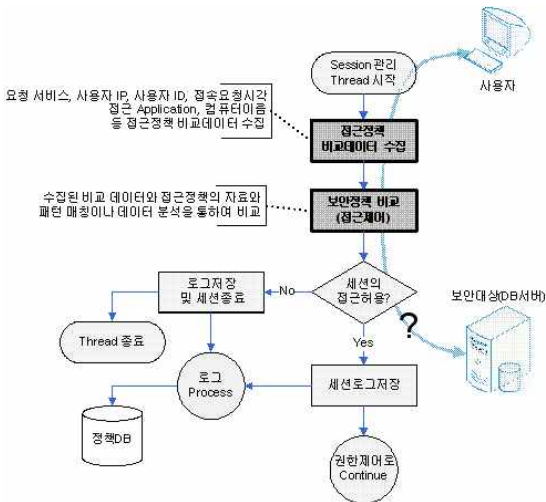 Session 관리
Thread 시작
사용자
요청 서비스, 사용자 IP, 사용자 ID, 접속요청시각
접근 Application, 컴퓨터이름
등 접근정책 비교데이터 수집
접근정책
비교데이터 수집
수집된 비교 데이터와 접근정책의 자료와
패턴 매칭이나 데이터 분석을 통하여 비교
보안정책 비교
(접근제어)
로그저장
및 세션종료
No
세션의
접근허용?
보안대상(DB서버)
?
Thread 종료
Yes
로그
Process
세션로그저장
정책DB
권한제어로
Continue